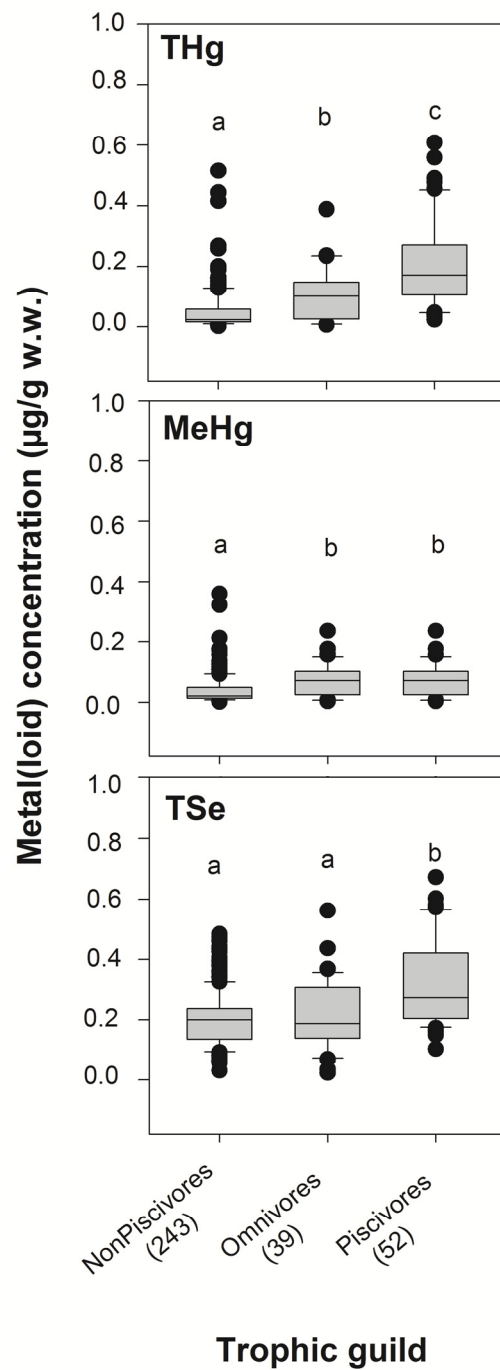 Metal(loid) concentration (µg/g w.w.)
1.0
0.8
0.6
0.4
0.2
0.0
THg
a
b
c
1.0
0.8
0.6
0.4
0.2
0.0
MeHg
a
b
b
1.0
0.8
0.6
0.4
0.2
0.0
TSe
a
a
b
NonPiscivores
(243)
Omnivores
(39)
Piscivores
(52)
Trophic guild